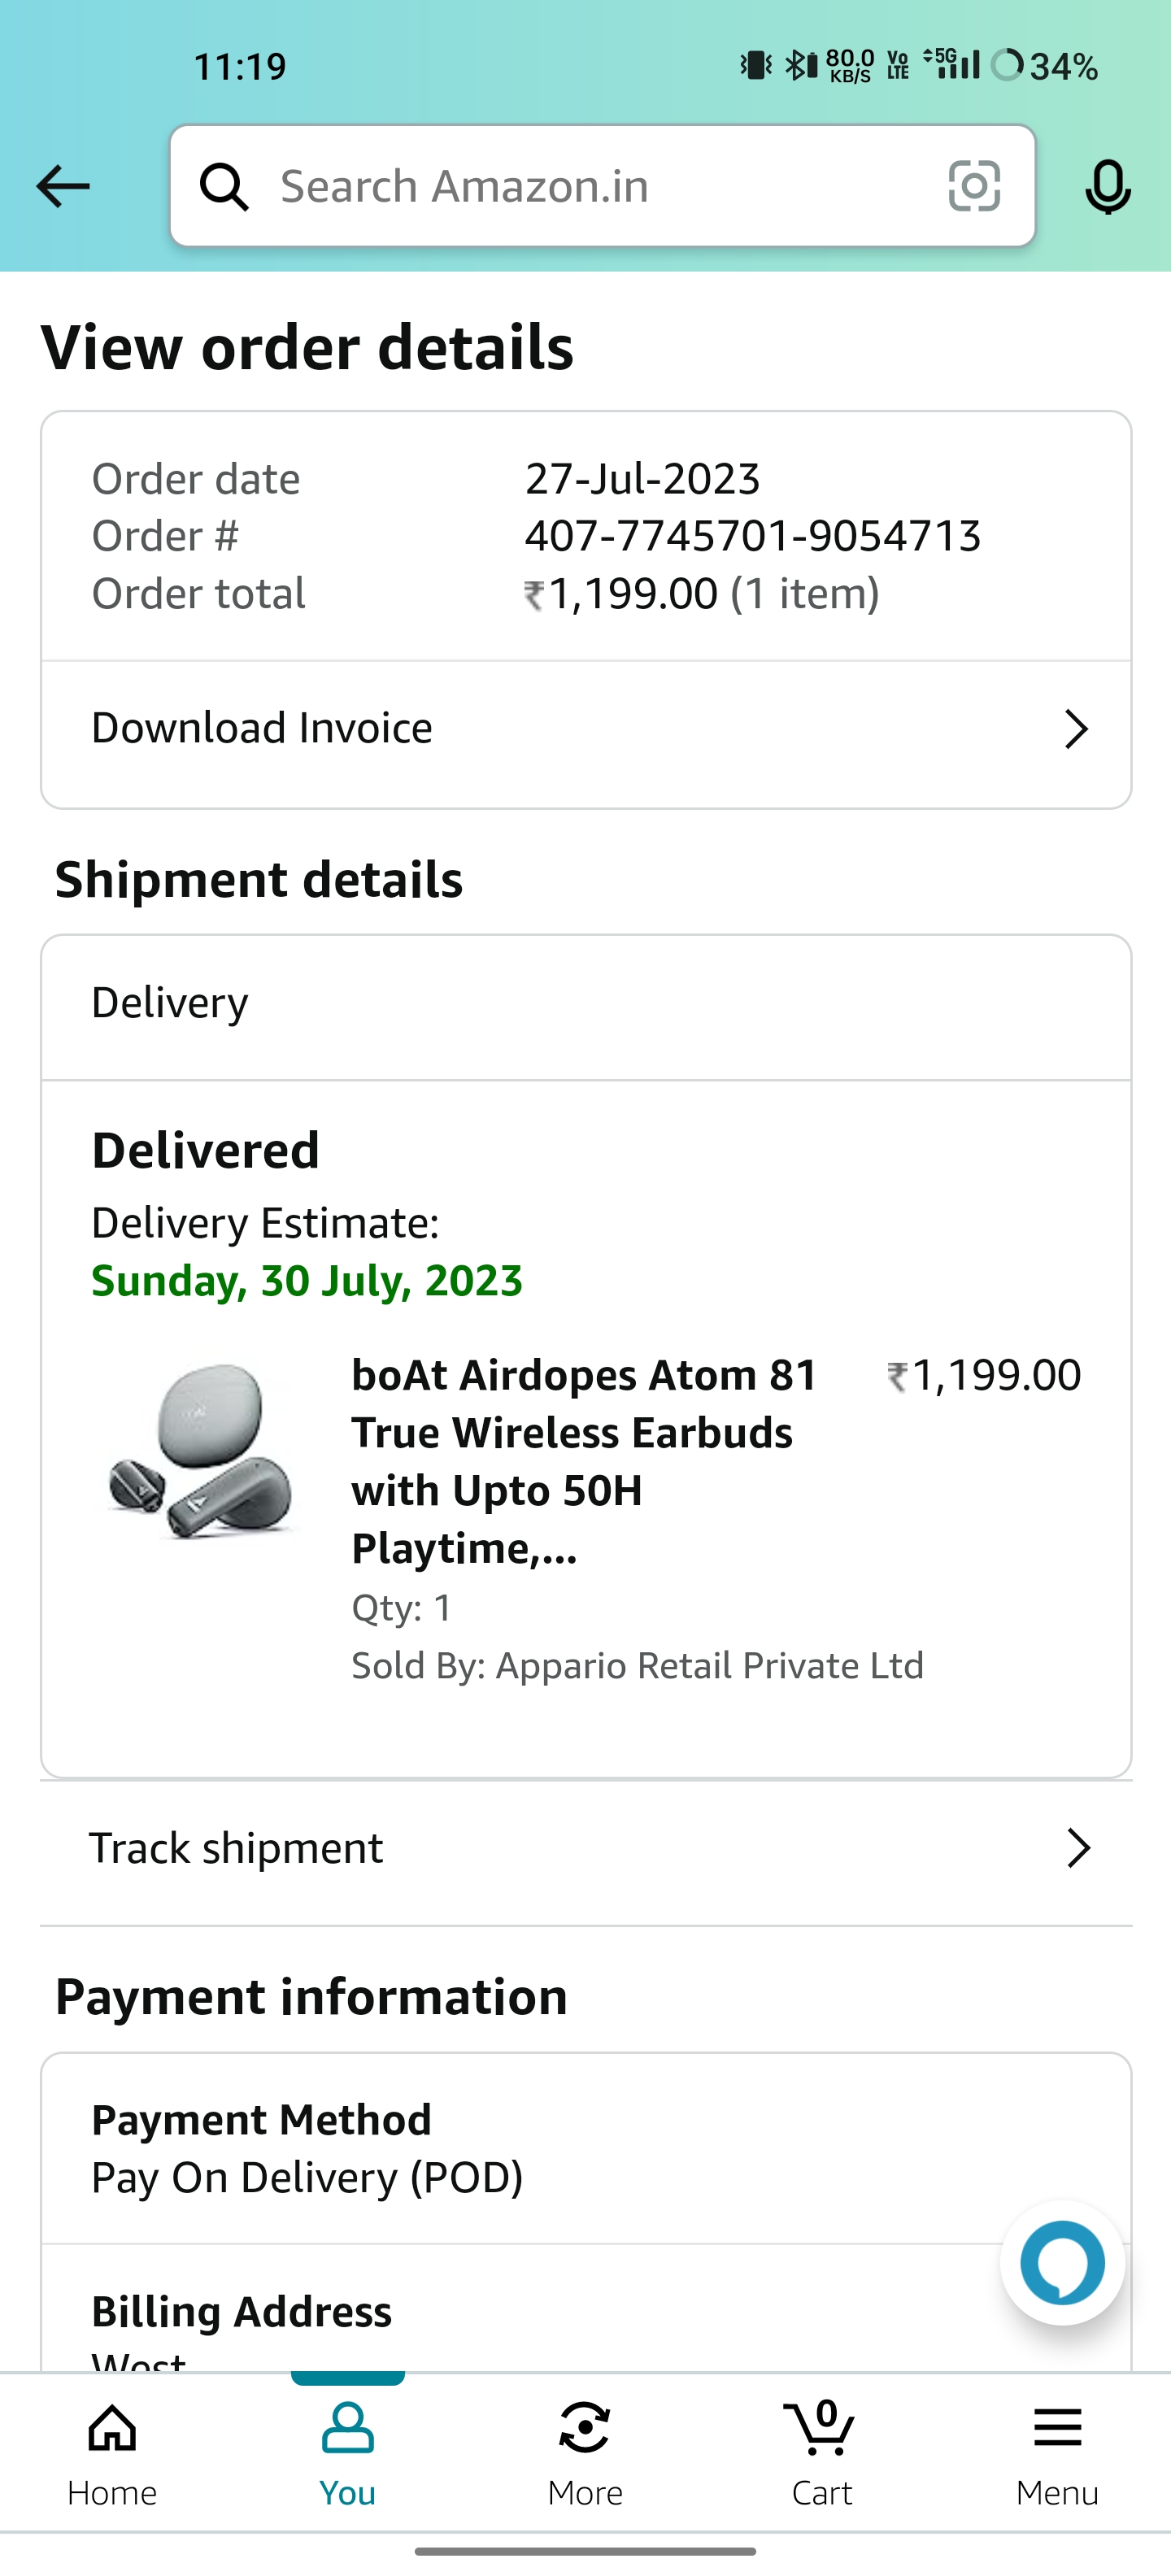 11:19
80.0 KB/S Vo LTE 5G 34%
Search Amazon.in
View order details
Order date 27-Jul-2023
Order # 407-7745701-9054713
Order total ₹1,199.00 (1 item)
Download Invoice
Shipment details
Delivery
Delivered
Delivery Estimate:
Sunday, 30 July, 2023
boAt Airdopes Atom 81 ₹1,199.00
True Wireless Earbuds
with Upto 50H
Playtime,...
Qty: 1
Sold By: Appario Retail Private Ltd
Track shipment
Payment information
Payment Method
Pay On Delivery (POD)
Billing Address
West
0
Home You More Cart Menu